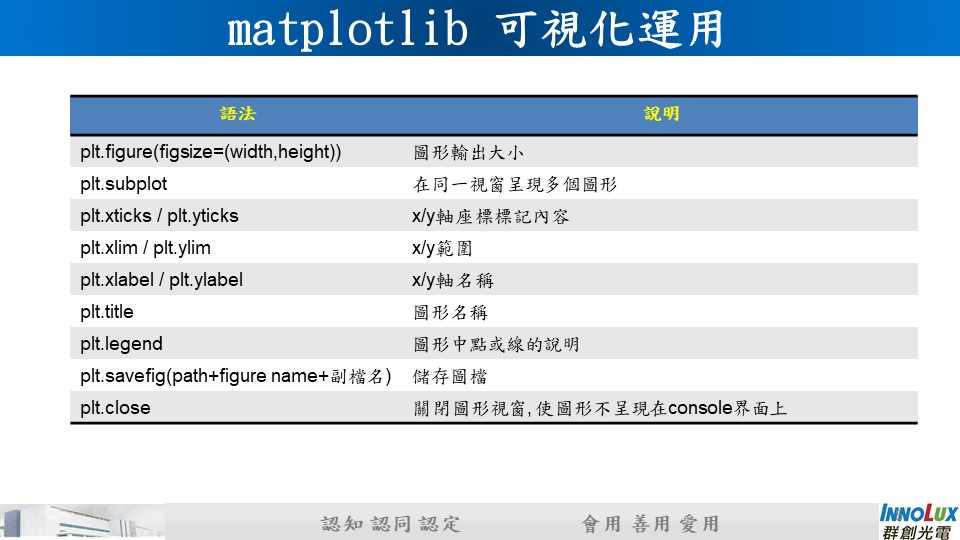 matplotlib 可視化運用
語法 說明
plt.figure(figsize=(width,height)) 圖形輸出大小
plt.subplot 在同一視窗呈現多個圖形
plt.xticks / plt.yticks x/y軸座標標記內容
plt.xlim / plt.ylim x/y範圍
plt.xlabel / plt.ylabel x/y軸名稱
plt.title 圖形名稱
plt.legend 圖形中點或線的說明
plt.savefig(path+figure name+副檔名) 儲存圖檔
plt.close 關閉圖形視窗,使圖形不呈現在console界面上
認知 認同 認定 會用 善用 愛用
INNOLUX
群創光電